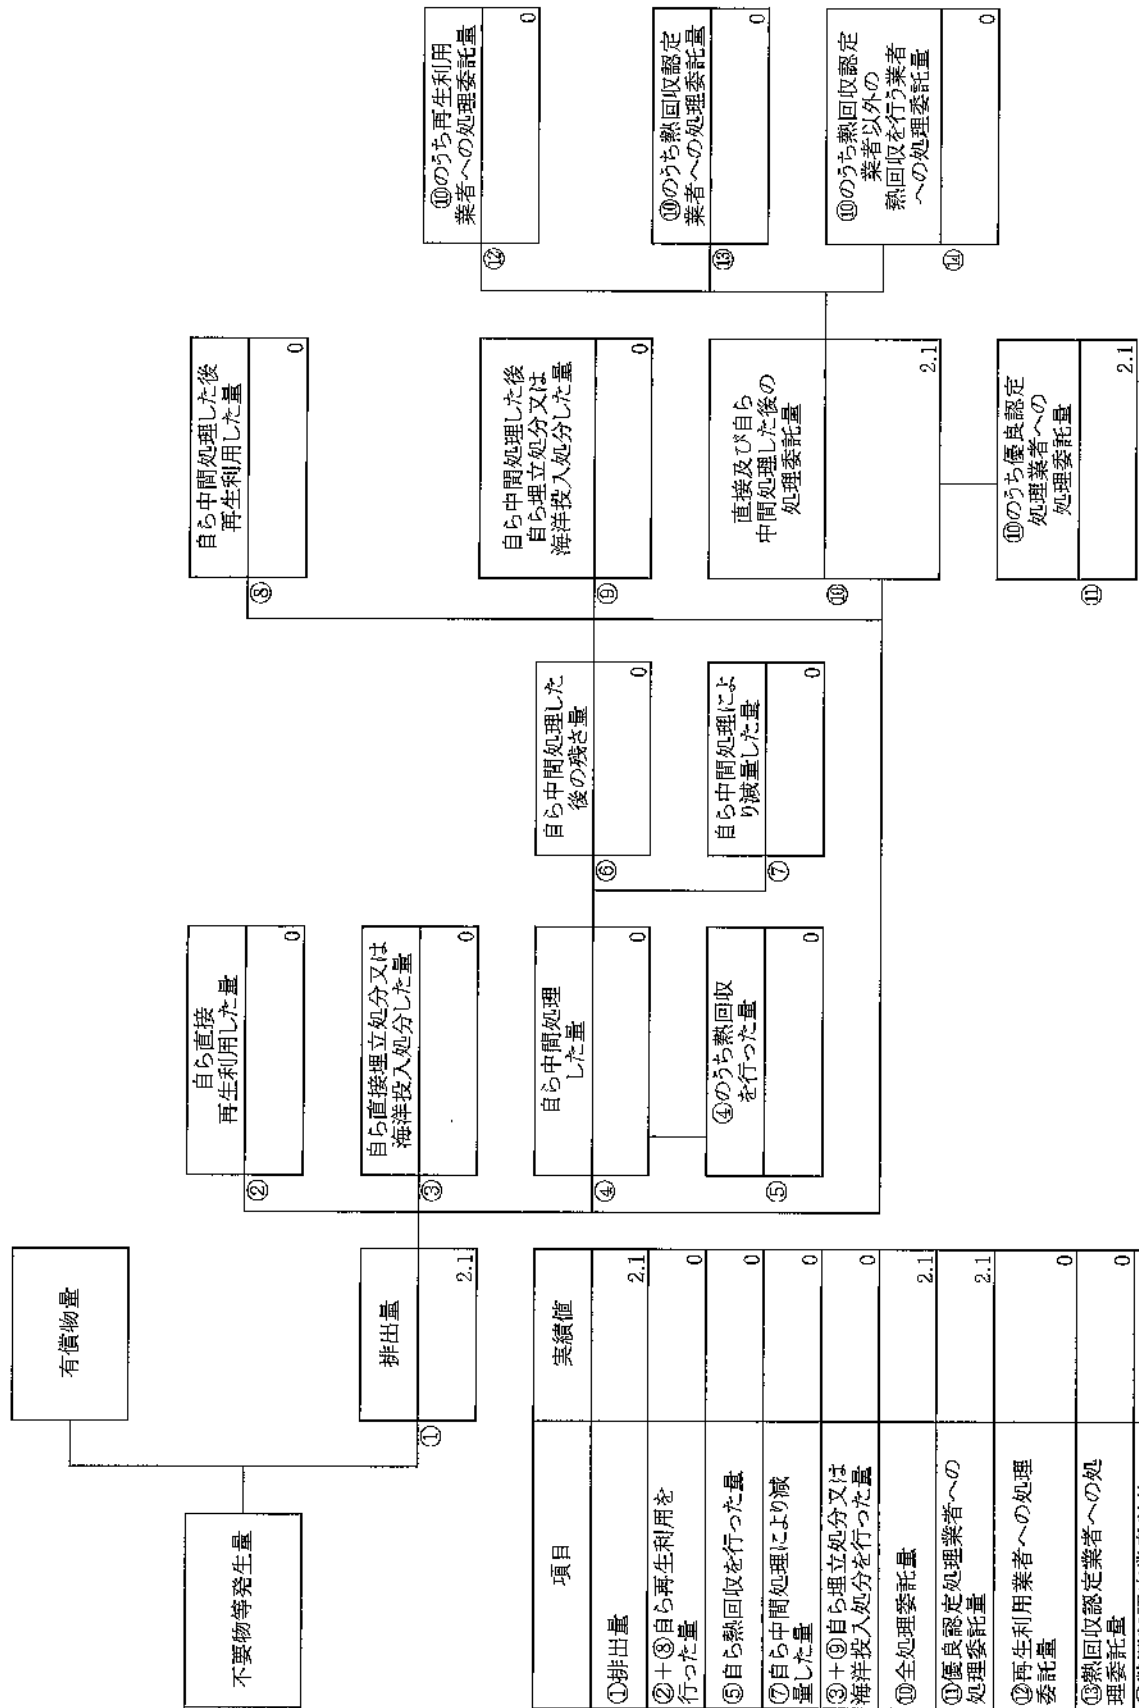 不要物等発生量
有償物量
①
排出量
2.1
②
自ら直接
再生利用した量
0
③
自ら直接埋立処分又は
海洋投入処分した量
0
④
自ら中間処理
した量
0
⑤
④のうち熱回収
を行った量
0
⑥
自ら中間処理した
後の残さ量
0
⑦
自ら中間処理によ
り減量した量
0
⑧
自ら中間処理した後
再生利用した量
0
⑨
自ら中間処理した後
自ら埋立処分又は
海洋投入処分した量
0
⑩
直接及び自ら
中間処理した後の
処理委託量
2.1
⑪
⑩のうち優良認定
処理業者への
処理委託量
2.1
⑫
⑩のうち再生利用
業者への処理委託量
0
⑬
⑩のうち熱回収認定
業者への処理委託量
0
⑭
⑩のうち熱回収認定
業者以外の
熱回収を行う業者
への処理委託量
0
項目
実績値
①排出量
2.1
②+⑧自ら再生利用を
行った量
0
⑤自ら熱回収を行った量
0
⑦自ら中間処理により減
量した量
0
③+⑨自ら埋立処分又は
海洋投入処分を行った量
0
⑩全処理委託量
2.1
⑪優良認定処理業者への
処理委託量
2.1
⑫再生利用業者への処理
委託量
0
⑬熱回収認定業者への処
理委託量
0